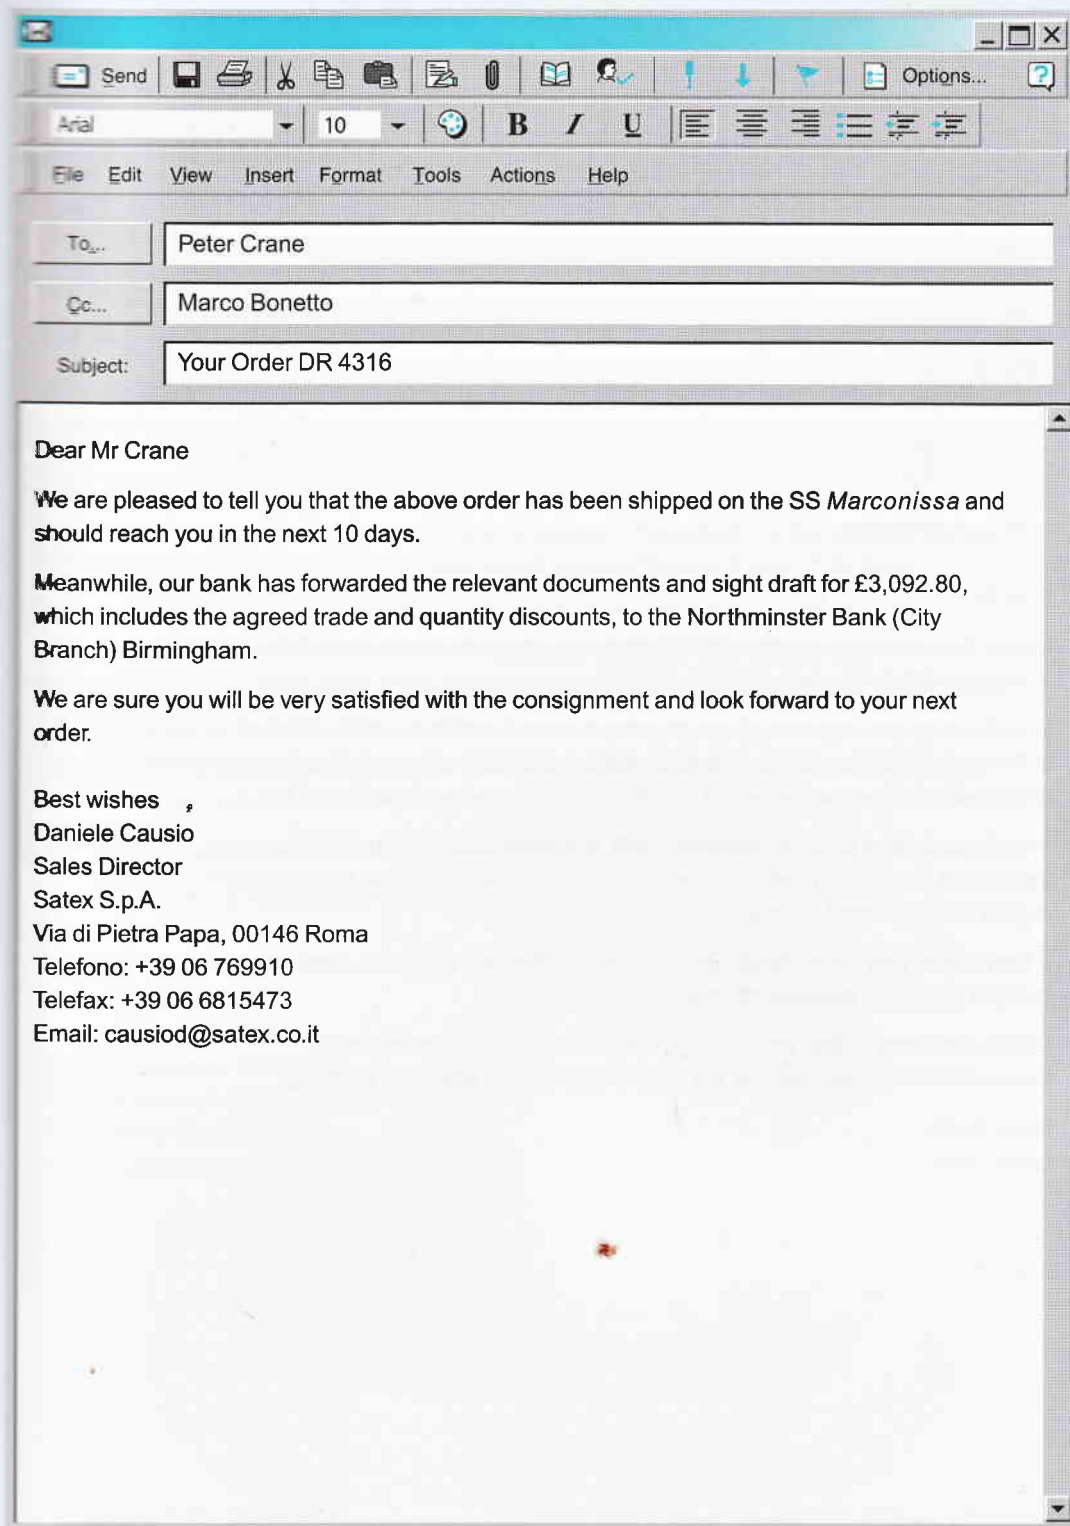 Send
Options...
Arial
10
B I U
File Edit View Insert Format Tools Actions Help
To... Peter Crane
Cc... Marco Bonetto
Subject: Your Order DR 4316
Dear Mr Crane
We are pleased to tell you that the above order has been shipped on the SS Marconissa and
should reach you in the next 10 days.
Meanwhile, our bank has forwarded the relevant documents and sight draft for £3,092.80,
which includes the agreed trade and quantity discounts, to the Northminster Bank (City
Branch) Birmingham.
We are sure you will be very satisfied with the consignment and look forward to your next
order.
Best wishes
Daniele Causio
Sales Director
Satex S.p.A.
Via di Pietra Papa, 00146 Roma
Telefono: +39 06 769910
Telefax: +39 06 6815473
Email: causiod@satex.co.it